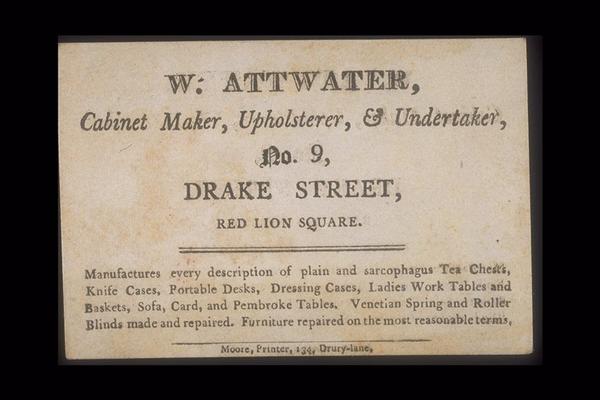 W: ATTWATER,
Cabinet Maker, Upholsterer, & Undertaker,
No. 9,
DRAKE STREET,
RED LION SQUARE.
Manufactures every description of plain and sarcophagus Tea Chests,
Knife Cases, Portable Desks, Dressing Cases, Ladies Work Tables and
Baskets, Sofa, Card, and Pembroke Tables. Venetian Spring and Roller
Blinds made and repaired. Furniture repaired on the most reasonable terms,
Moore, Printer, 134, Drury-lane,